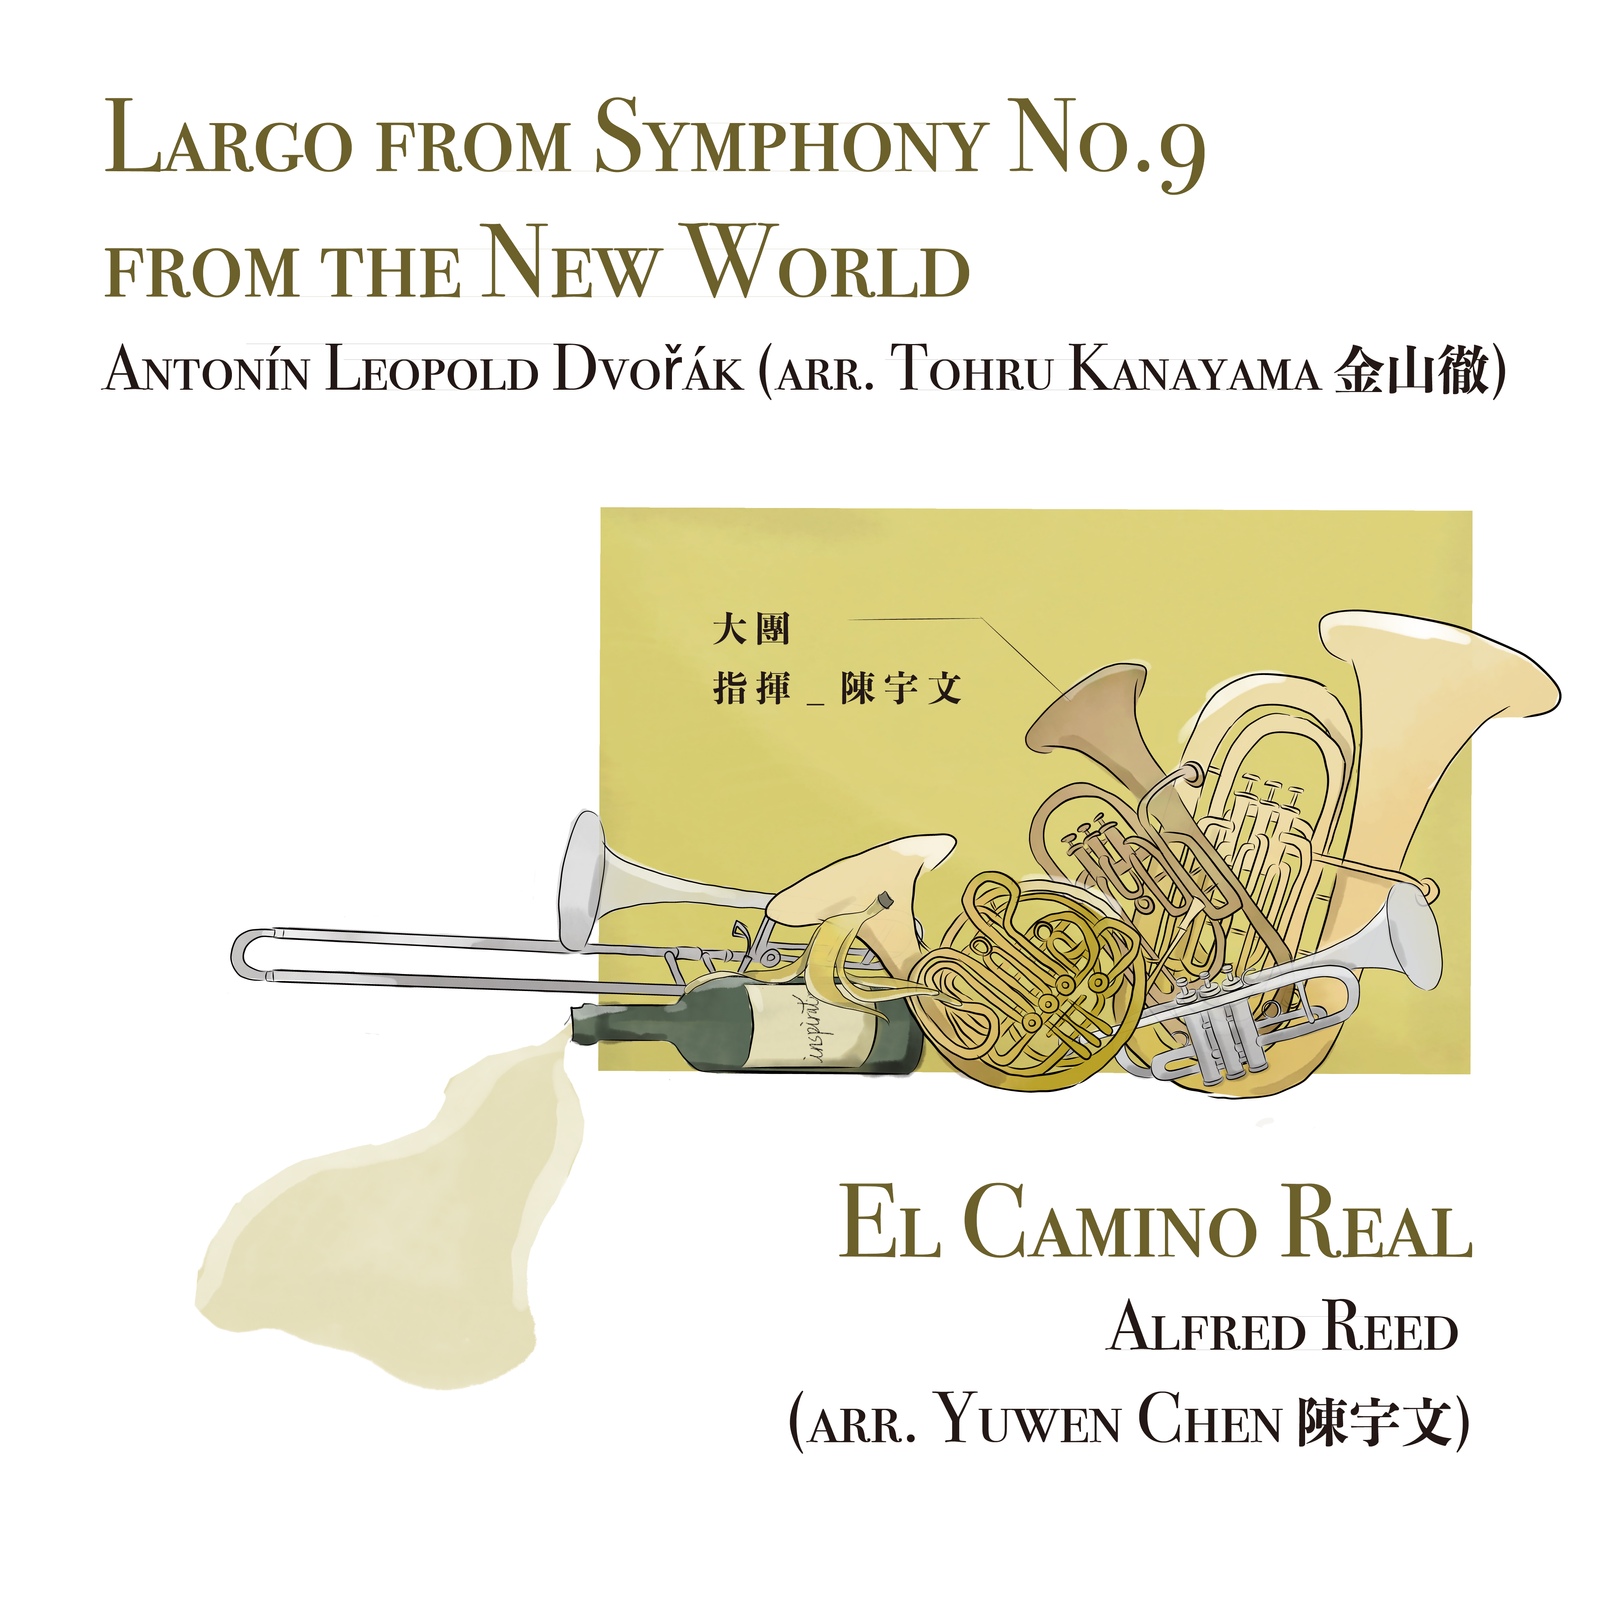 Largo from Symphony No.9
from the New World
Antonín Leopold Dvořák (arr. Tohru Kanayama 金山徹)
大團
指揮_陳宇文
inspirat
El Camino Real
Alfred Reed
(arr. Yuwen Chen 陳宇文)